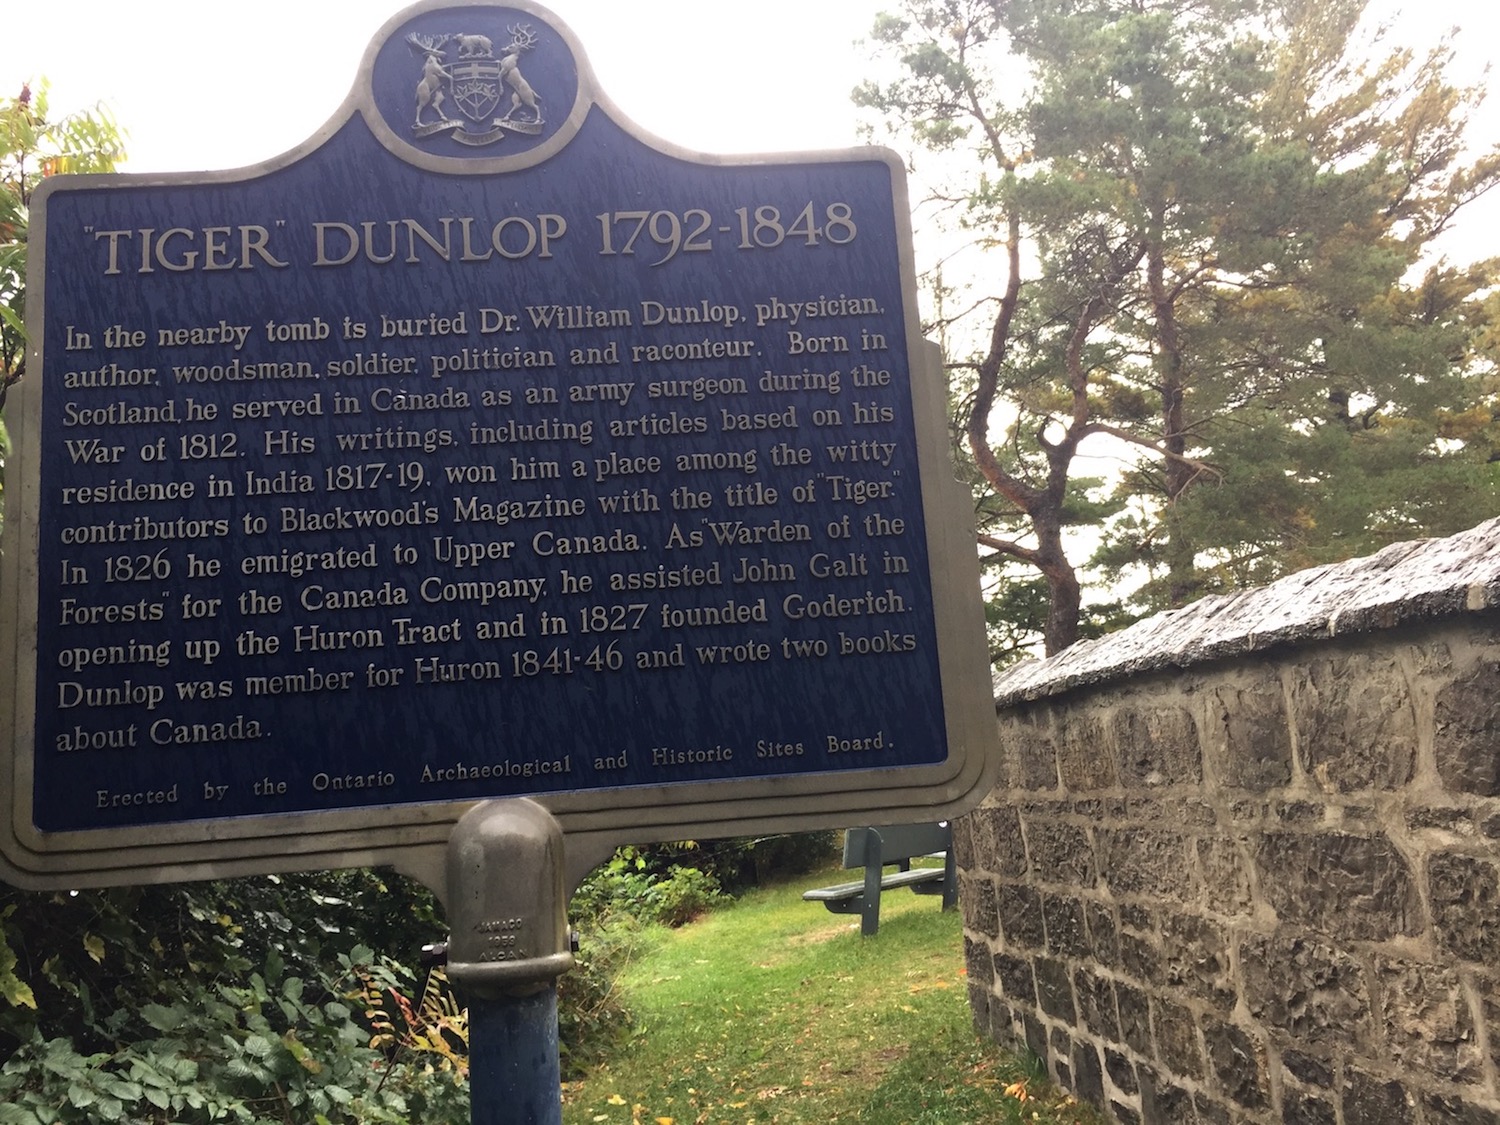 "TIGER" DUNLOP 1792-1848
In the nearby tomb is buried Dr. William Dunlop, physician,
author, woodsman, soldier, politician and raconteur. Born in
Scotland, he served in Canada as an army surgeon during the
War of 1812. His writings, including articles based on his
residence in India 1817-19, won him a place among the witty
contributors to Blackwood's Magazine with the title of "Tiger."
In 1826 he emigrated to Upper Canada. As "Warden of the
Forests" for the Canada Company, he assisted John Galt in
opening up the Huron Tract and in 1827 founded Goderich.
Dunlop was member for Huron 1841-46 and wrote two books
about Canada.
Erected by the Ontario Archaeological and Historic Sites Board.
1959
ALCAN